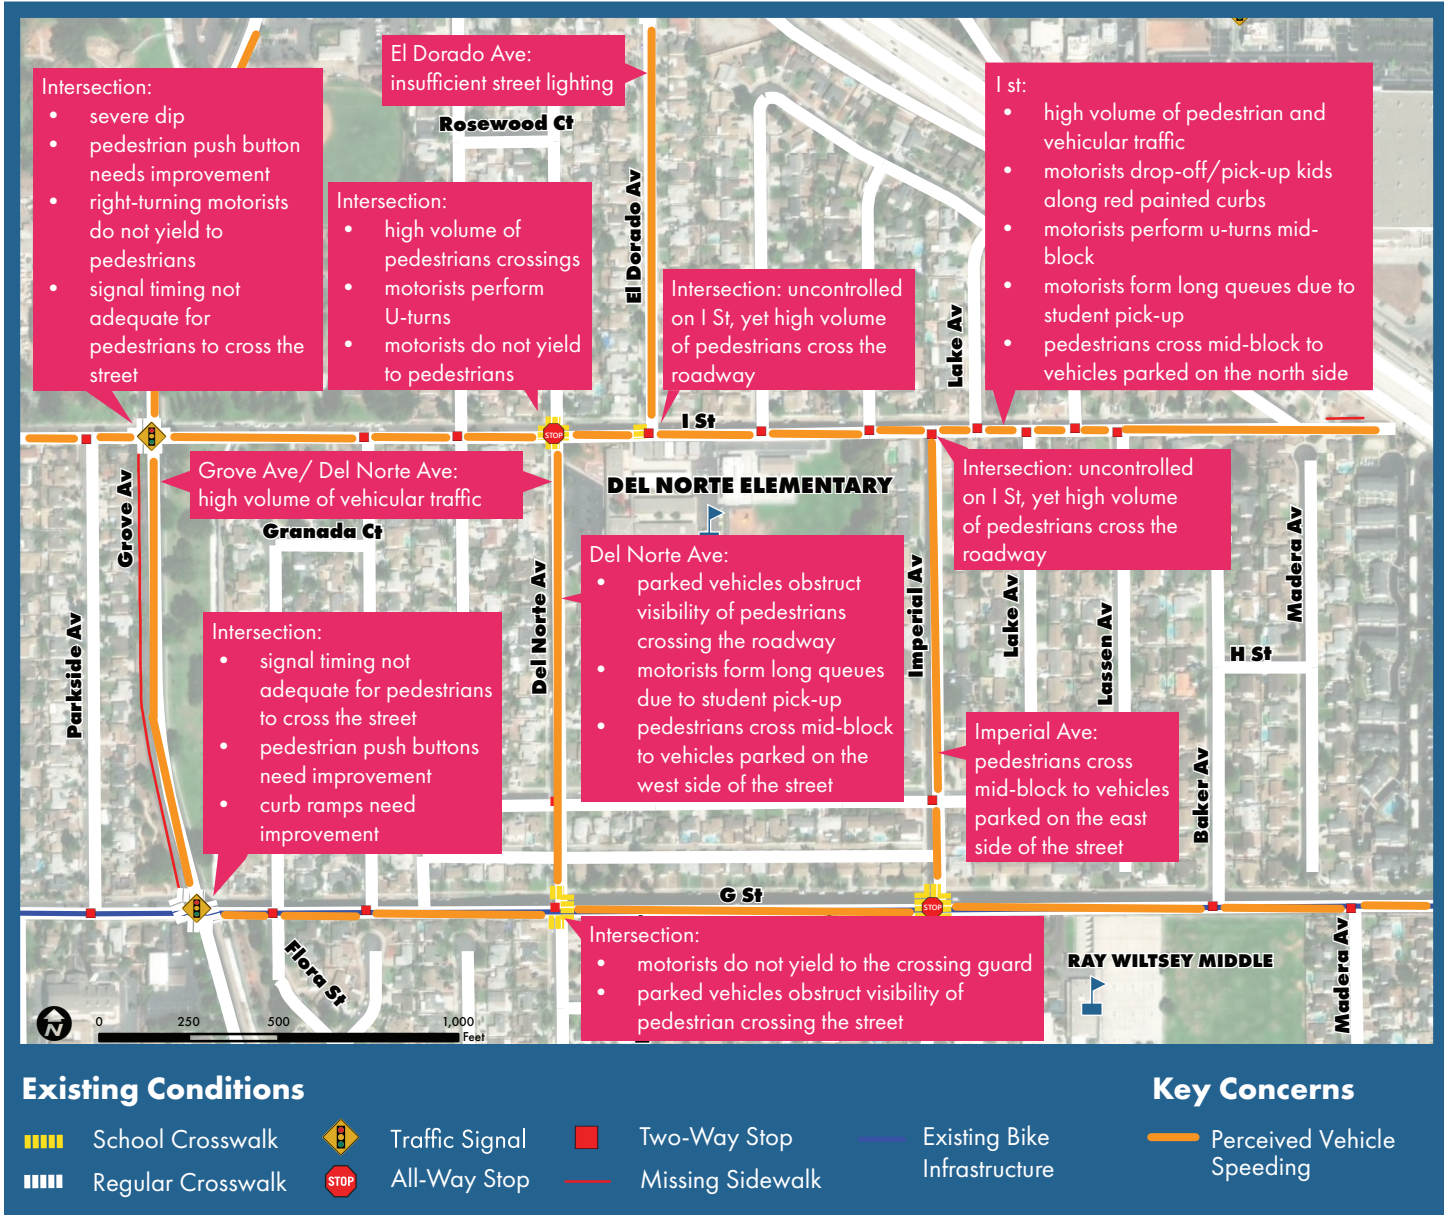 El Dorado Ave:
insufficient street lighting
Intersection:
• severe dip
• pedestrian push button
needs improvement
• right-turning motorists
do not yield to
pedestrians
• signal timing not
adequate for
pedestrians to cross the
street
I st:
• high volume of pedestrian and
vehicular traffic
• motorists drop-off/pick-up kids
along red painted curbs
• motorists perform u-turns mid-
block
• motorists form long queues due to
student pick-up
• pedestrians cross mid-block to
vehicles parked on the north side
Rosewood Ct
Intersection:
• high volume of
pedestrians crossings
• motorists perform
U-turns
• motorists do not yield
to pedestrians
El Dorado Av
Intersection: uncontrolled
on I St, yet high volume
of pedestrians cross the
roadway
Lake Av
I St
STOP
Grove Av
Grove Ave/ Del Norte Ave:
high volume of vehicular traffic
DEL NORTE ELEMENTARY
Intersection: uncontrolled
on I St, yet high volume
of pedestrians cross the
roadway
Granada Ct
Madera Av
Del Norte Av
Del Norte Ave:
• parked vehicles obstruct
visibility of pedestrians
crossing the roadway
• motorists form long queues
due to student pick-up
• pedestrians cross mid-block
to vehicles parked on the
west side of the street
Imperial Av
Lake Av
Lassen Av
H St
Parkside Av
Intersection:
• signal timing not
adequate for pedestrians
to cross the street
• pedestrian push buttons
need improvement
• curb ramps need
improvement
Imperial Ave:
pedestrians cross
mid-block to vehicles
parked on the east
side of the street
Baker Av
G St
STOP
Intersection:
• motorists do not yield to the crossing guard
• parked vehicles obstruct visibility of
pedestrian crossing the street
Flora St
RAY WILTSEY MIDDLE
Madera Av
N
0 250 500 1,000
Feet
Existing Conditions
School Crosswalk
Regular Crosswalk
Traffic Signal
STOP
All-Way Stop
Two-Way Stop
Missing Sidewalk
Existing Bike
Infrastructure
Key Concerns
Perceived Vehicle
Speeding